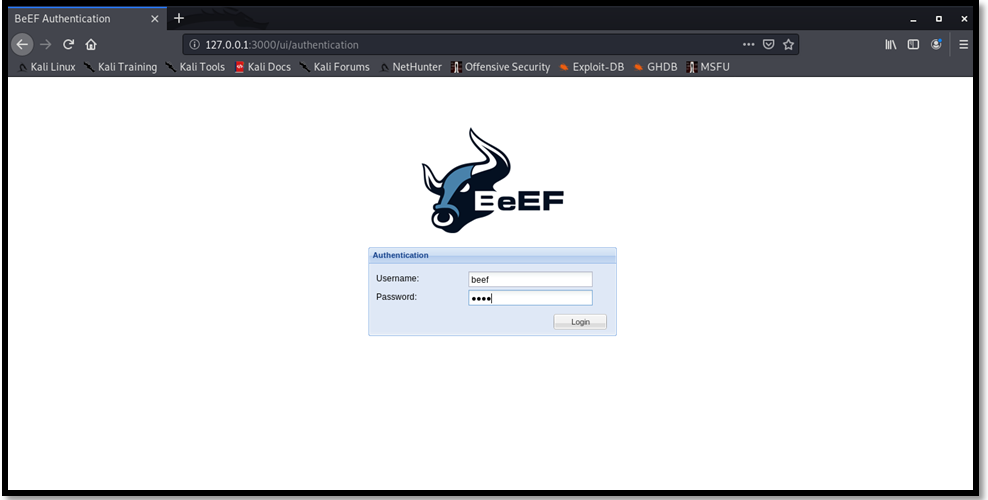 BeEF Authentication
127.0.0.1:3000/ui/authentication
Kali Linux Kali Training Kali Tools Kali Docs Kali Forums NetHunter Offensive Security Exploit-DB GHDB MSFU
BeEF
Authentication
Username: beef
Password: ●●●●
Login